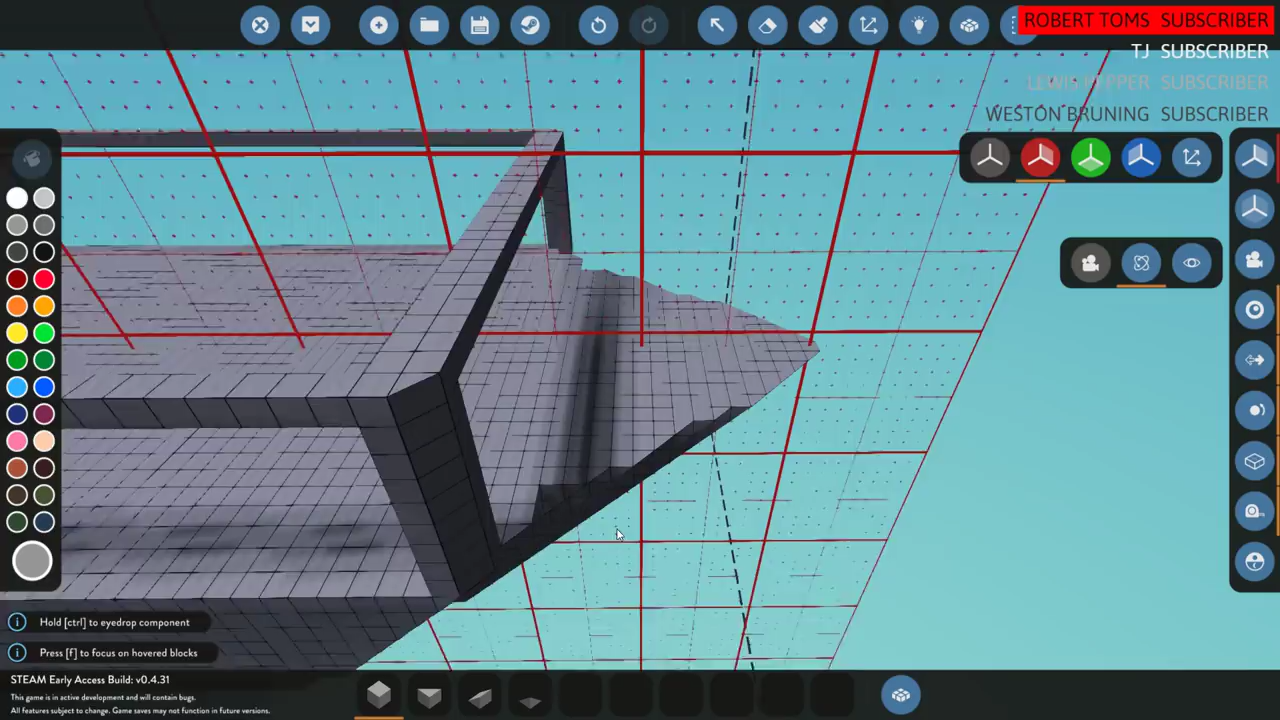 ROBERT TOMS SUBSCRIBER
TJ SUBSCRIBER
LEWIS SUBSCRIBER
WESTON BRUNING SUBSCRIBER
Hold [ctrl] to eyedrop component
Press [f] to focus on hovered blocks
STEAM Early Access Build: v0.4.31
This game is in active development and will contain bugs.
All features subject to change. Game saves may not function in future versions.